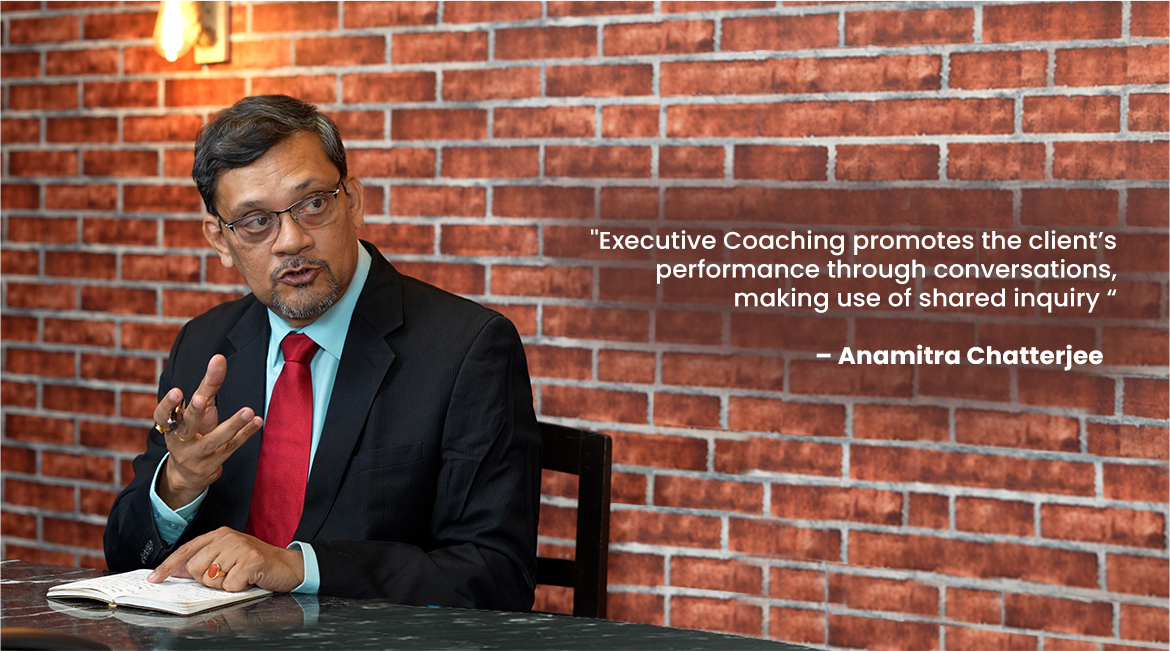 "Executive Coaching promotes the client’s
performance through conversations,
making use of shared inquiry “
– Anamitra Chatterjee